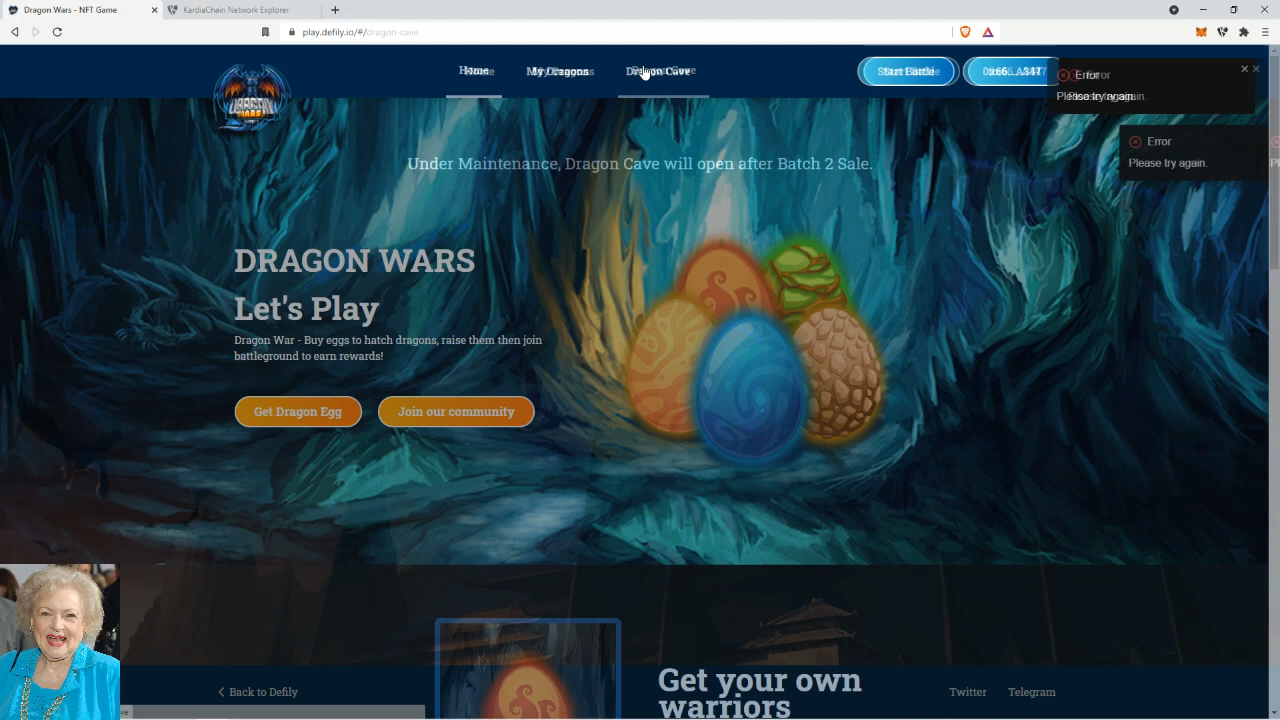 Dragon Wars - NFT Game
KardiaChain Network Explorer
play.defily.io/#/dragon-cave
Home
My Dragons
Dragon Cave
Start Battle
DRAGON
WARS
Error
Please try again.
Error
Please try again.
Under Maintenance, Dragon Cave will open after Batch 2 Sale.
DRAGON WARS
Let's Play
Dragon War - Buy eggs to hatch dragons, raise them then join
battleground to earn rewards!
Get Dragon Egg
Join our community
Get your own
warriors
Back to Defily
Twitter
Telegram